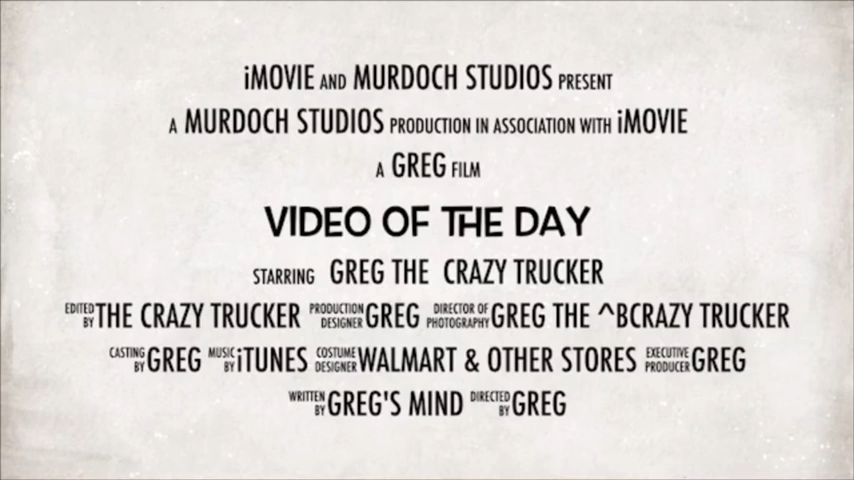 iMOVIE AND MURDOCH STUDIOS PRESENT
A MURDOCH STUDIOS PRODUCTION IN ASSOCIATION WITH iMOVIE
A GREG FILM
VIDEO OF THE DAY
STARRING GREG THE CRAZY TRUCKER
EDITED BY THE CRAZY TRUCKER PRODUCTION DESIGNER GREG DIRECTOR OF PHOTOGRAPHY GREG THE ^BCRAZY TRUCKER
CASTING BY GREG MUSIC BY iTUNES COSTUME DESIGNER WALMART & OTHER STORES EXECUTIVE PRODUCER GREG
WRITTEN BY GREG'S MIND DIRECTED BY GREG